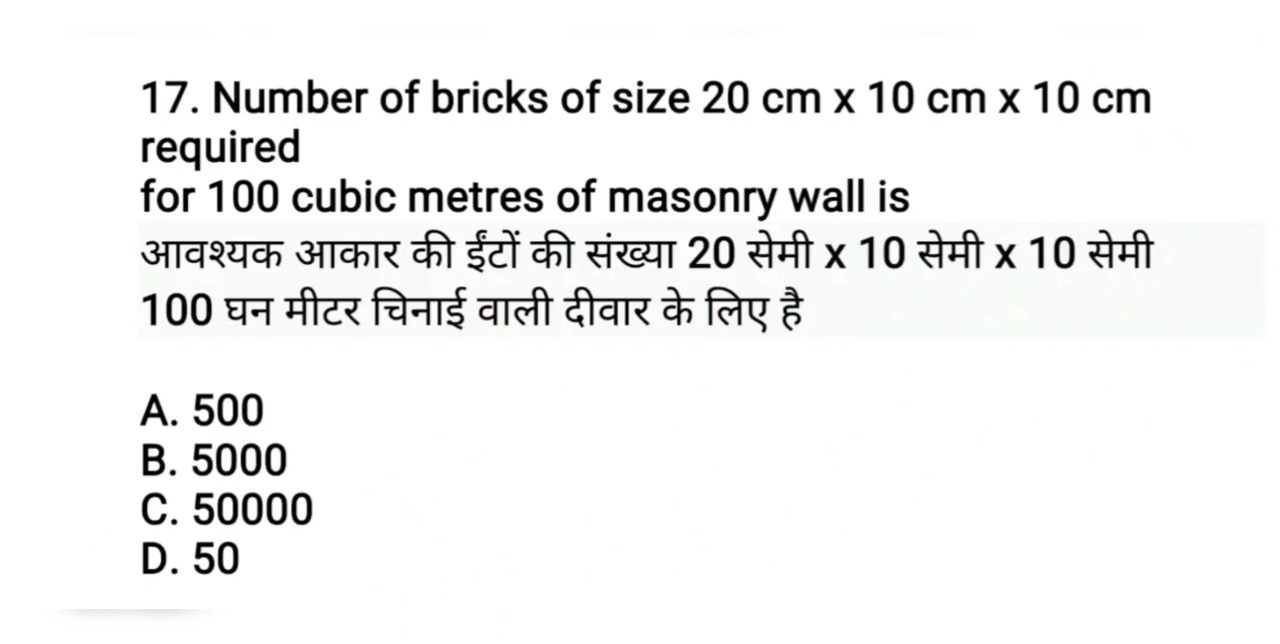 17. Number of bricks of size 20 cm x 10 cm x 10 cm
required
for 100 cubic metres of masonry wall is
आवश्यक आकार की ईंटों की संख्या 20 सेमी x 10 सेमी x 10 सेमी
100 घन मीटर चिनाई वाली दीवार के लिए है
A. 500
B. 5000
C. 50000
D. 50